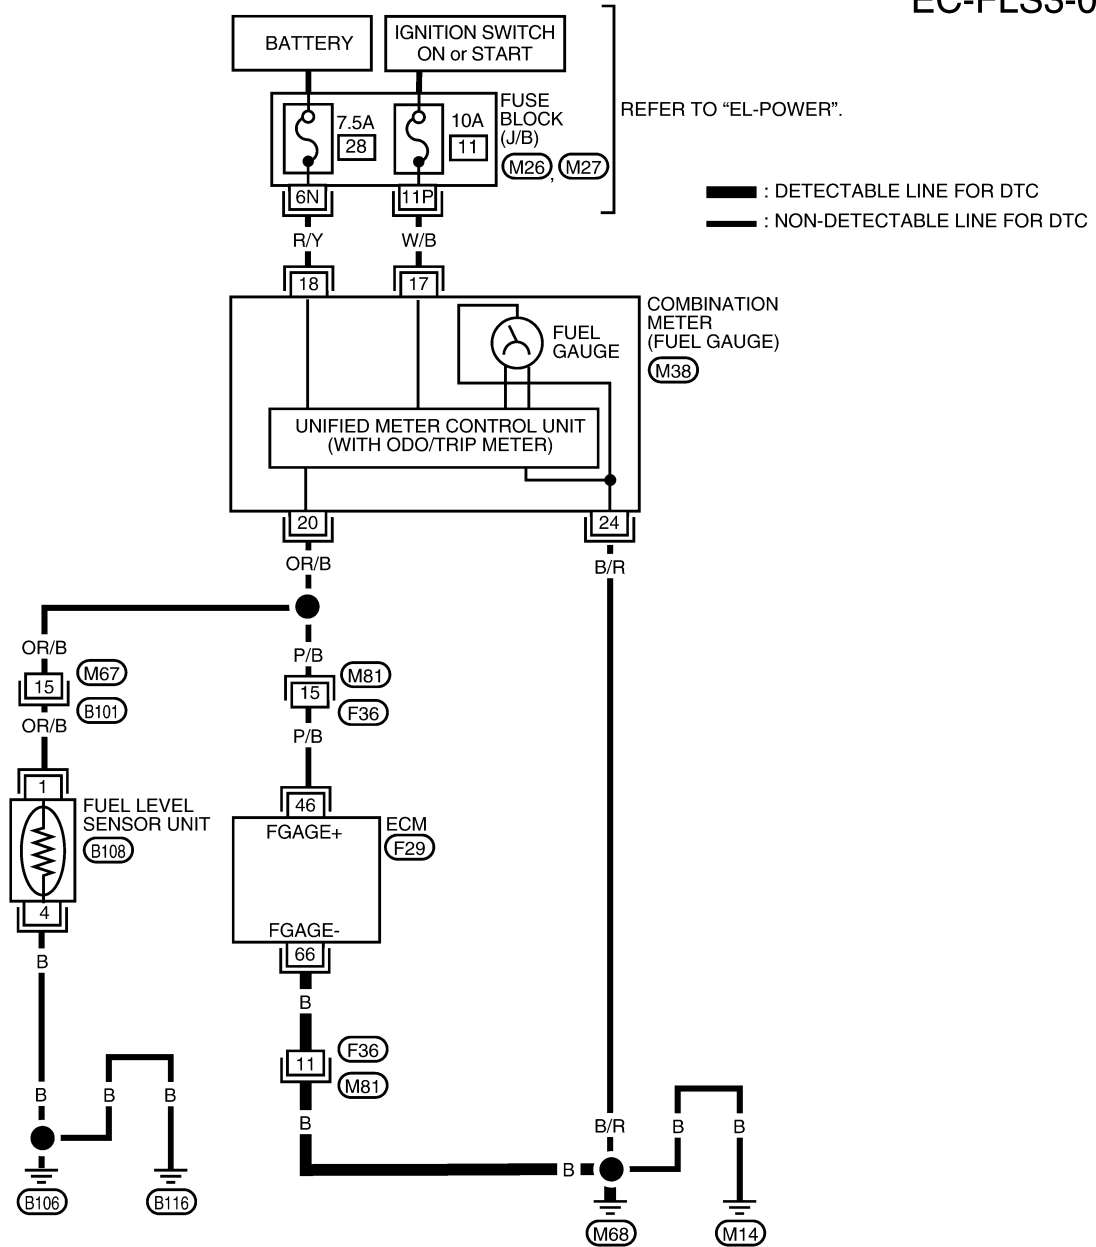 EC-FLS3-0
BATTERY
IGNITION SWITCH
ON or START
FUSE
BLOCK
(J/B)
7.5A
28
10A
11
M26, M27
REFER TO “EL-POWER”.
: DETECTABLE LINE FOR DTC
: NON-DETECTABLE LINE FOR DTC
6N
11P
R/Y
W/B
18
17
COMBINATION
METER
(FUEL GAUGE)
M38
FUEL
GAUGE
UNIFIED METER CONTROL UNIT
(WITH ODO/TRIP METER)
20
24
OR/B
B/R
OR/B
15
M67
B101
OR/B
P/B
15
M81
F36
P/B
1
FUEL LEVEL
SENSOR UNIT
B108
4
46
FGAGE+
ECM
F29
FGAGE-
66
B
B
11
F36
M81
B
B
B
B
B/R
B
B
B
B106
B116
M68
M14